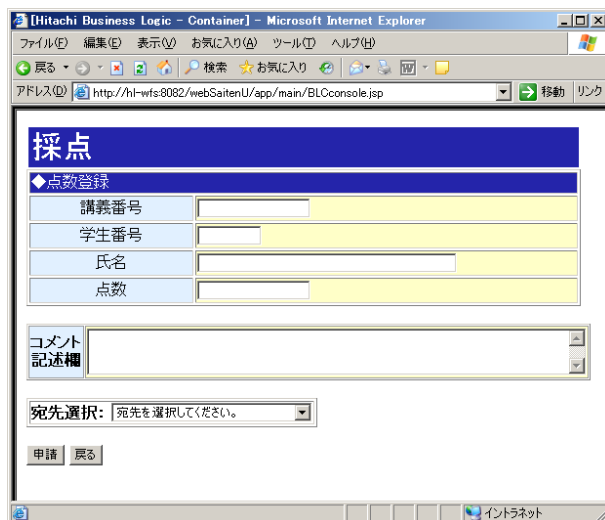 [Hitachi Business Logic - Container] - Microsoft Internet Explorer
ファイル(F) 編集(E) 表示(V) お気に入り(A) ツール(T) ヘルプ(H)
戻る 検索 お気に入り
アドレス(D) http://hl-wfs:8082/webSaitenU/app/main/BLCconsole.jsp 移動 リンク
採点
◆点数登録
講義番号
学生番号
氏名
点数
コメント
記述欄
宛先選択: 宛先を選択してください。
申請 戻る
イントラネット